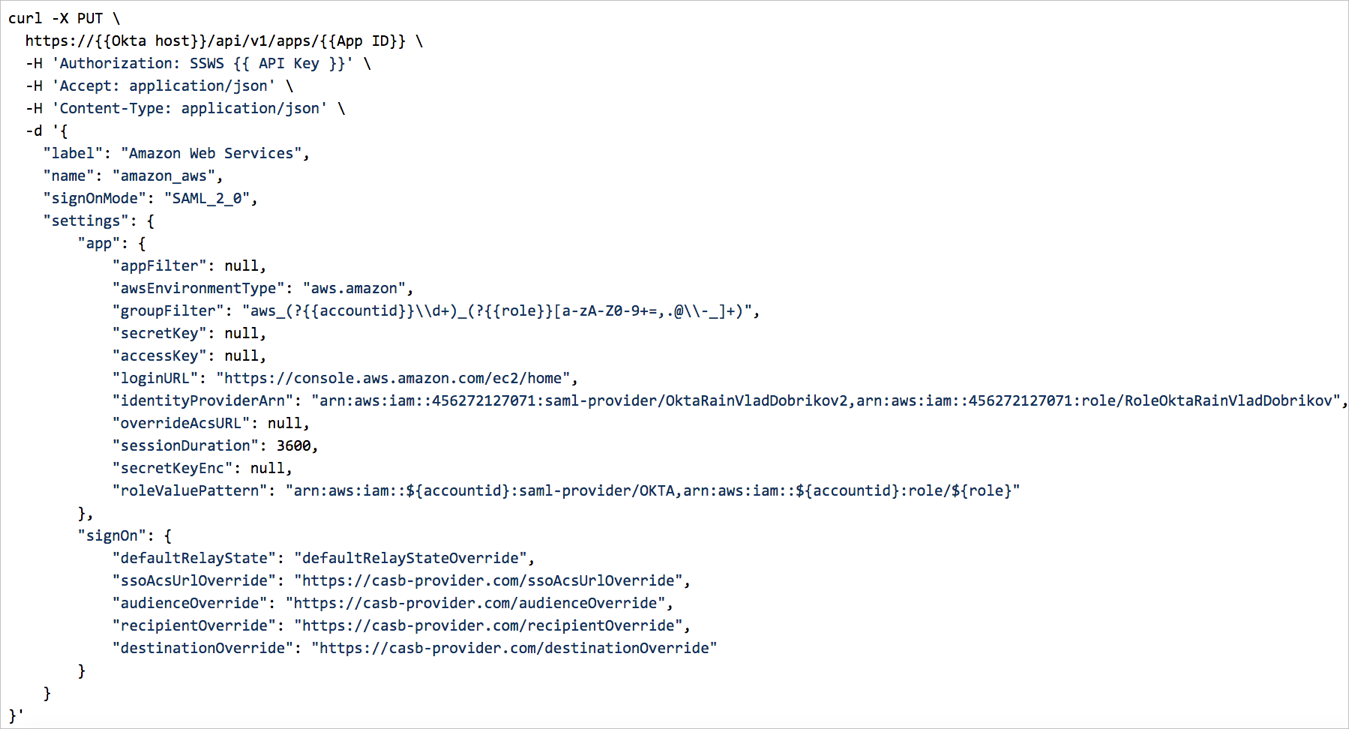 curl -X PUT \
  https://{{Okta host}}/api/v1/apps/{{App ID}} \
  -H 'Authorization: SSWS {{ API Key }}' \
  -H 'Accept: application/json' \
  -H 'Content-Type: application/json' \
  -d '{
    "label": "Amazon Web Services",
    "name": "amazon_aws",
    "signOnMode": "SAML_2_0",
    "settings": {
        "app": {
            "appFilter": null,
            "awsEnvironmentType": "aws.amazon",
            "groupFilter": "aws_(?{{accountid}}\\d+)_(?{{role}}[a-zA-Z0-9+=,.@\\-_]+)",
            "secretKey": null,
            "accessKey": null,
            "loginURL": "https://console.aws.amazon.com/ec2/home",
            "identityProviderArn": "arn:aws:iam::456272127071:saml-provider/OktaRainVladDobrikov2,arn:aws:iam::456272127071:role/RoleOktaRainVladDobrikov",
            "overrideAcsURL": null,
            "sessionDuration": 3600,
            "secretKeyEnc": null,
            "roleValuePattern": "arn:aws:iam::${accountid}:saml-provider/OKTA,arn:aws:iam::${accountid}:role/${role}"
        },
        "signOn": {
            "defaultRelayState": "defaultRelayStateOverride",
            "ssoAcsUrlOverride": "https://casb-provider.com/ssoAcsUrlOverride",
            "audienceOverride": "https://casb-provider.com/audienceOverride",
            "recipientOverride": "https://casb-provider.com/recipientOverride",
            "destinationOverride": "https://casb-provider.com/destinationOverride"
        }
    }
}'